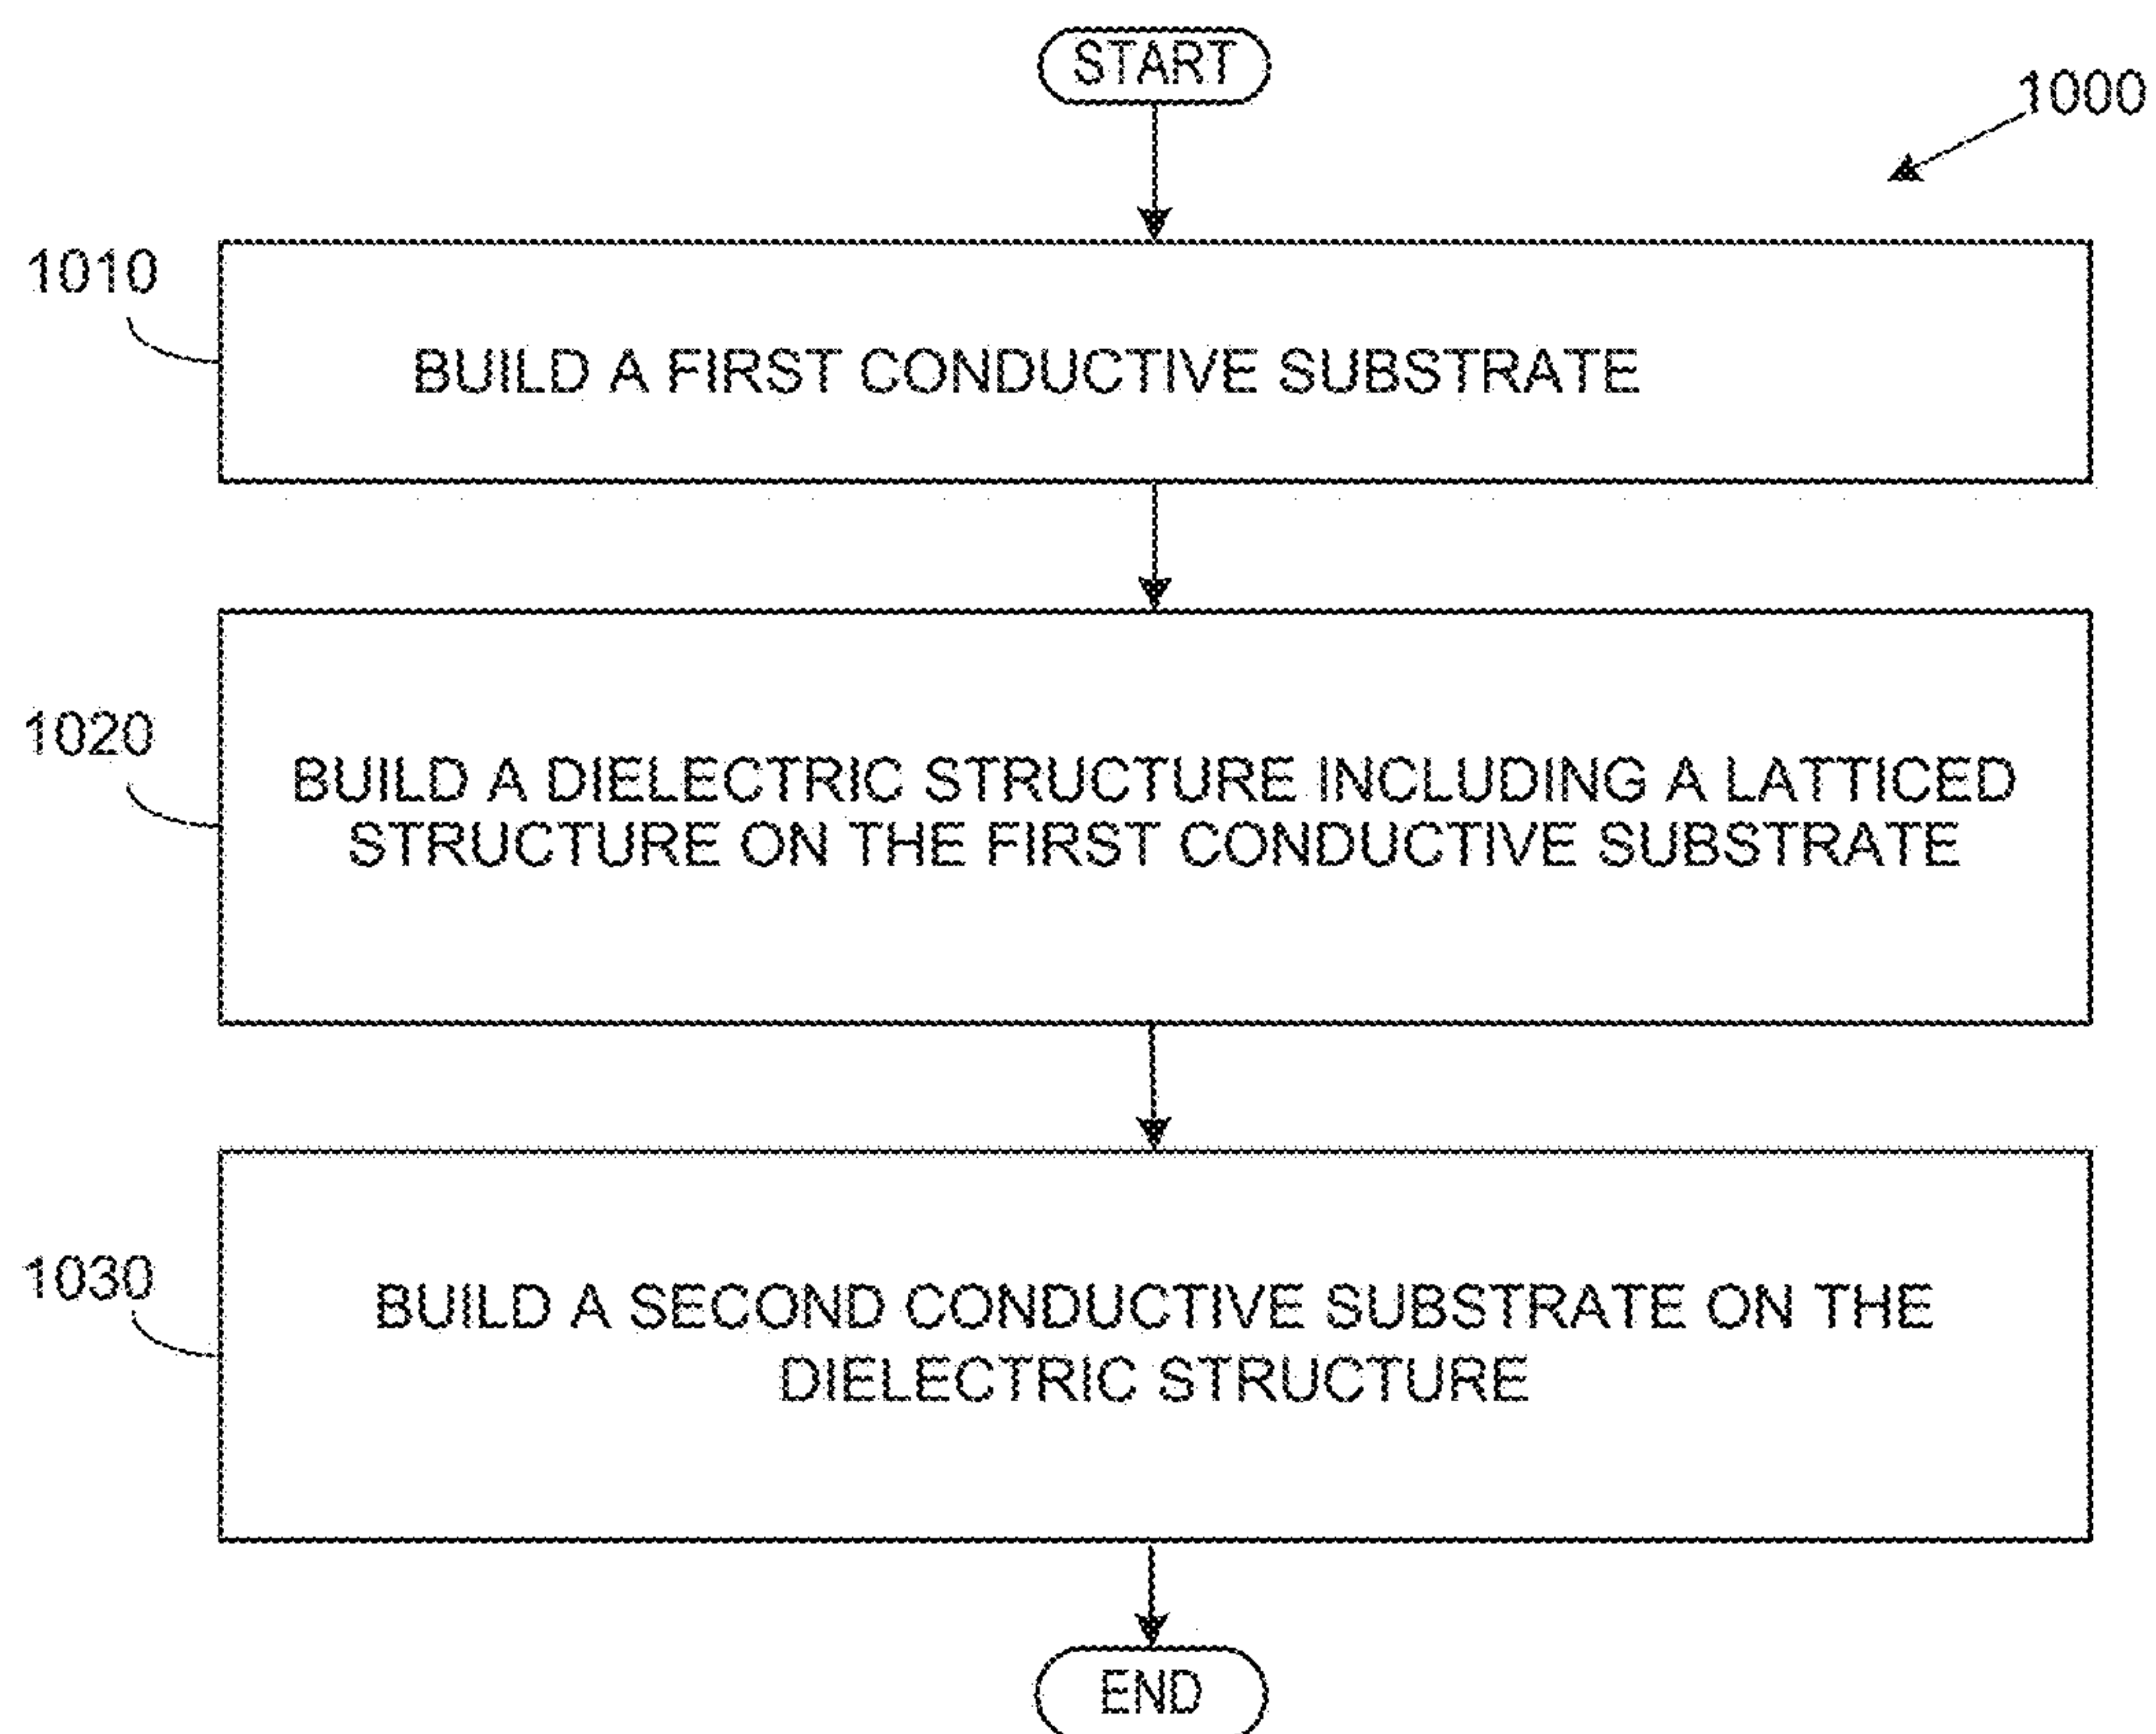 START
1000
1010
BUILD A FIRST CONDUCTIVE SUBSTRATE
1020
BUILD A DIELECTRIC STRUCTURE INCLUDING A LATTICED
STRUCTURE ON THE FIRST CONDUCTIVE SUBSTRATE
1030
BUILD A SECOND CONDUCTIVE SUBSTRATE ON THE
DIELECTRIC STRUCTURE
END